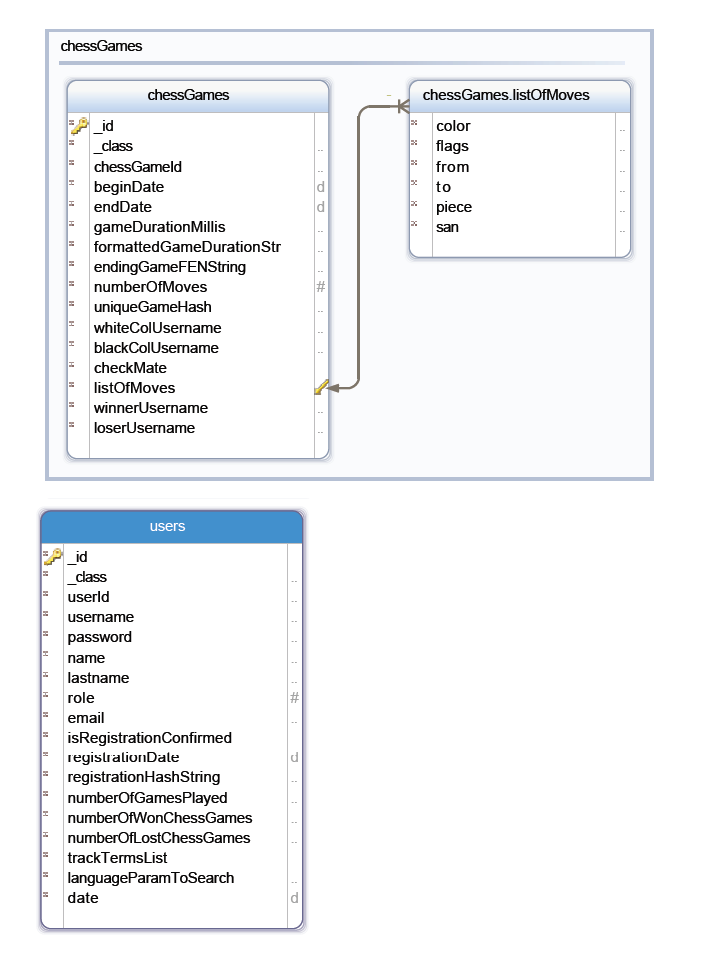 chessGames
chessGames
_id
_class
chessGameId
beginDate d
endDate d
gameDurationMillis
formattedGameDurationStr
endingGameFENString
numberOfMoves #
uniqueGameHash
whiteColUsername
blackColUsername
checkMate
listOfMoves
winnerUsername
loserUsername
chessGames.listOfMoves
color
flags
from
to
piece
san
users
_id
_class
userId
username
password
name
lastname
role #
email
isRegistrationConfirmed
registrationDate d
registrationHashString
numberOfGamesPlayed
numberOfWonChessGames
numberOfLostChessGames
trackTermsList
languageParamToSearch
date d